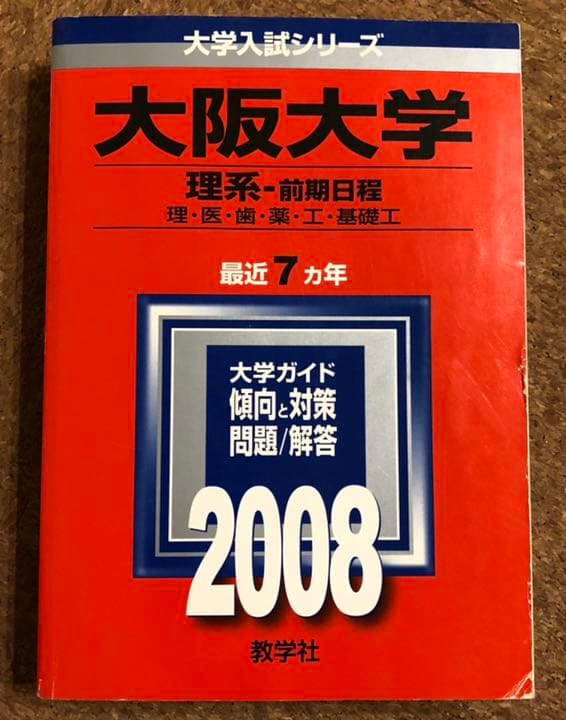 大学入試シリーズ
大阪大学
理系-前期日程
理・医・歯・薬・工・基礎工
最近7ヵ年
大学ガイド
傾向と対策
問題/解答
2008
教学社